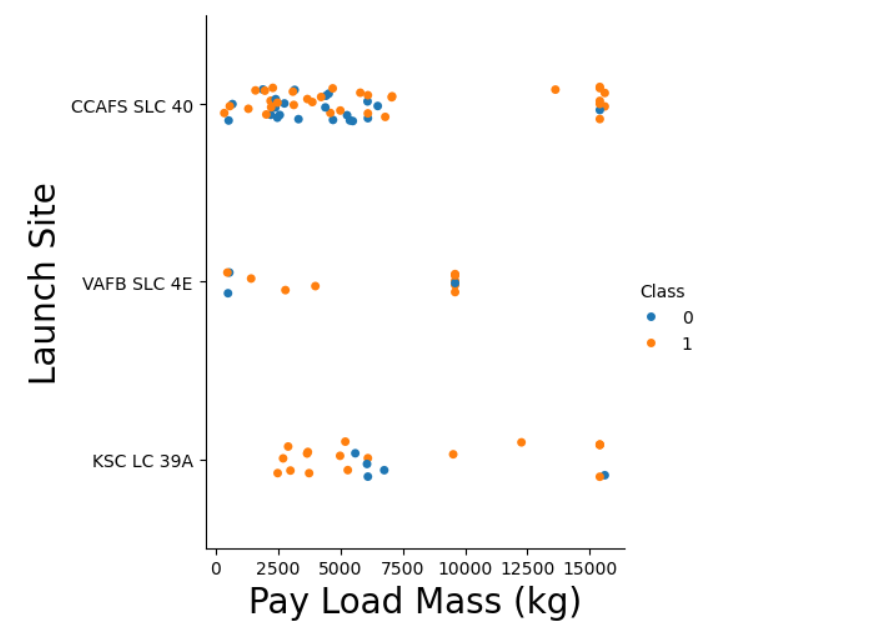 Launch Site
CCAFS SLC 40
VAFB SLC 4E
KSC LC 39A
0 2500 5000 7500 10000 12500 15000
Pay Load Mass (kg)
Class
0
1